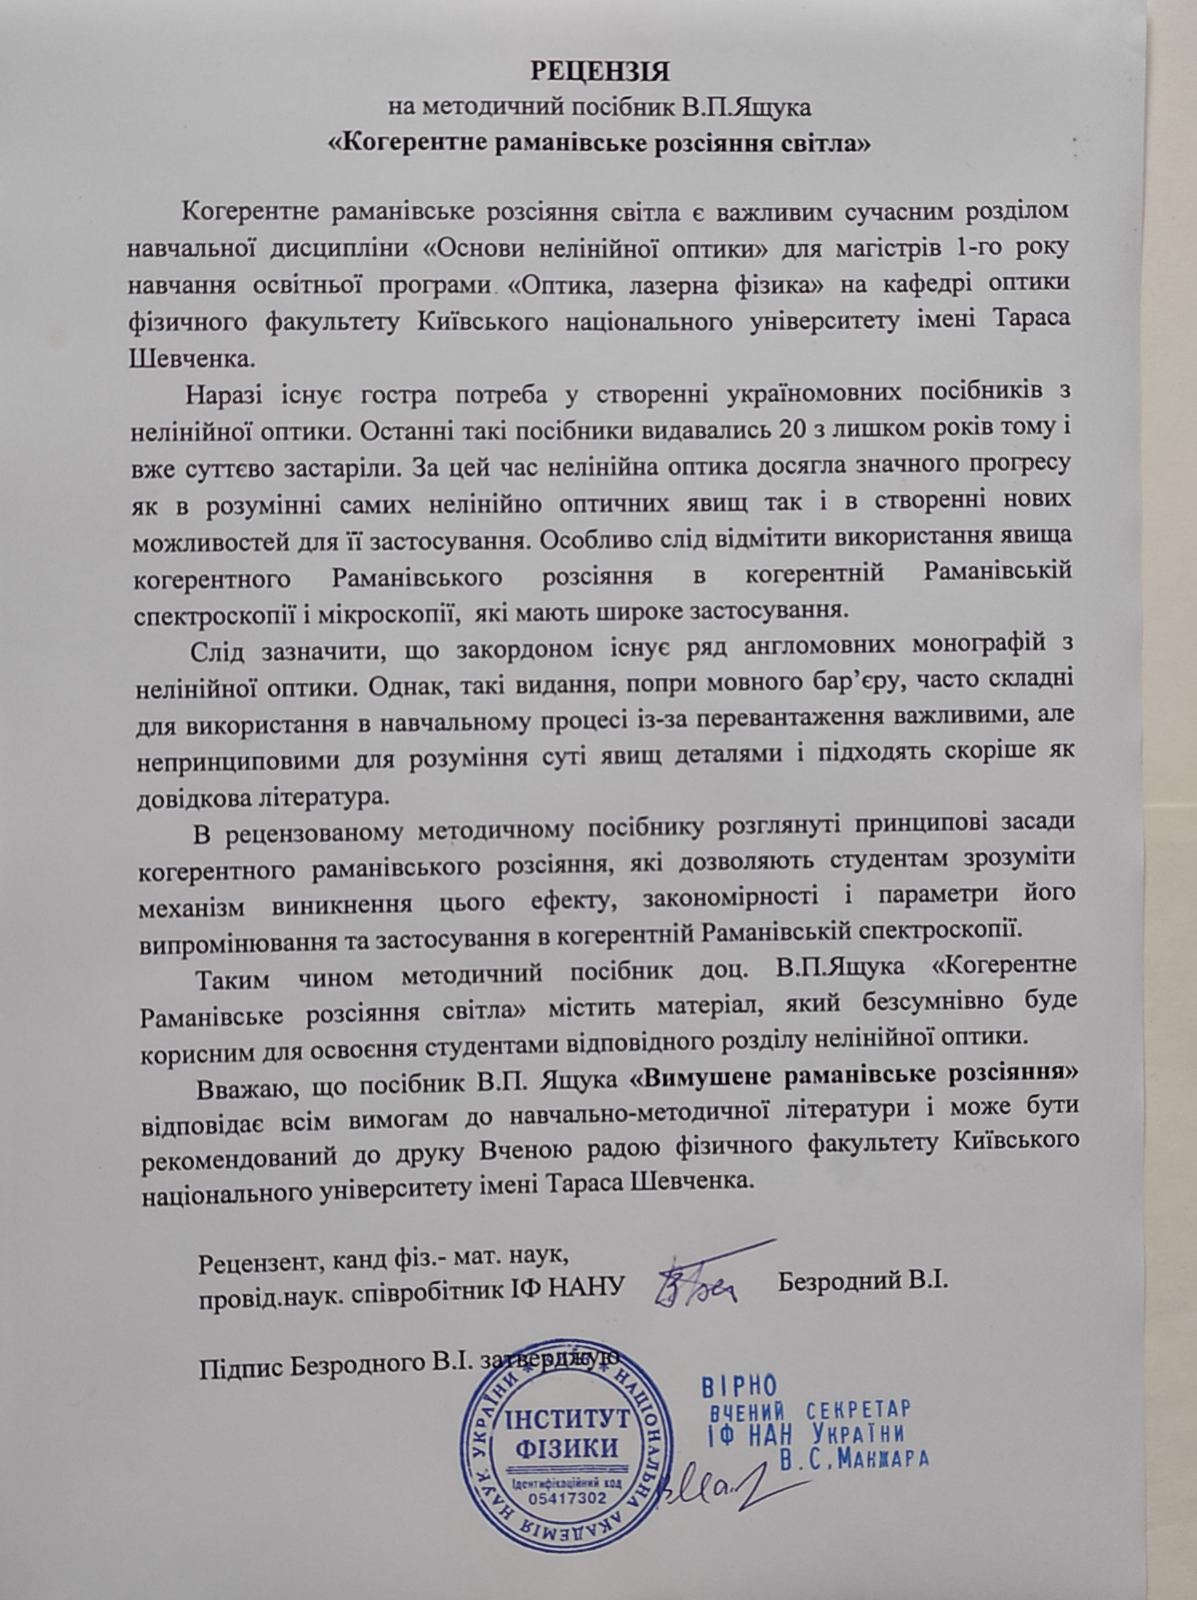 РЕЦЕНЗІЯ
на методичний посібник В.П.Ящука
«Когерентне раманівське розсіяння світла»
Когерентне раманівське розсіяння світла є важливим сучасним розділом
навчальної дисципліни «Основи нелінійної оптики» для магістрів 1-го року
навчання освітньої програми «Оптика, лазерна фізика» на кафедрі оптики
фізичного факультету Київського національного університету імені Тараса
Шевченка.
Наразі існує гостра потреба у створенні україномовних посібників з
нелінійної оптики. Останні такі посібники видавались 20 з лишком років тому і
вже суттєво застаріли. За цей час нелінійна оптика досягла значного прогресу
як в розумінні самих нелінійно оптичних явищ так і в створенні нових
можливостей для її застосування. Особливо слід відмітити використання явища
когерентного Раманівського розсіяння в когерентній Раманівській
спектроскопії і мікроскопії, які мають широке застосування.
Слід зазначити, що закордоном існує ряд англомовних монографій з
нелінійної оптики. Однак, такі видання, попри мовного бар’єру, часто складні
для використання в навчальному процесі із-за перевантаження важливими, але
непринциповими для розуміння суті явищ деталями і підходять скоріше як
довідкова література.
В рецензованому методичному посібнику розглянуті принципові засади
когерентного раманівського розсіяння, які дозволяють студентам зрозуміти
механізм виникнення цього ефекту, закономірності і параметри його
випромінювання та застосування в когерентній Раманівській спектроскопії.
Таким чином методичний посібник доц. В.П.Ящука «Когерентне
Раманівське розсіяння світла» містить матеріал, який безсумнівно буде
корисним для освоєння студентами відповідного розділу нелінійної оптики.
Вважаю, що посібник В.П. Ящука «Вимушене раманівське розсіяння»
відповідає всім вимогам до навчально-методичної літератури і може бути
рекомендований до друку Вченою радою фізичного факультету Київського
національного університету імені Тараса Шевченка.
Рецензент, канд фіз.- мат. наук,
провід.наук. співробітник ІФ НАНУ Безродний В.І.
Підпис Безродного В.І. затверджую
НАЦІОНАЛЬНА АКАДЕМІЯ НАУК УКРАЇНИ
ІНСТИТУТ
ФІЗИКИ
Ідентифікаційний код
05417302
ВІРНО
ВЧЕНИЙ СЕКРЕТАР
ІФ НАН УКРАЇНИ
В.С.МАНЖАРА